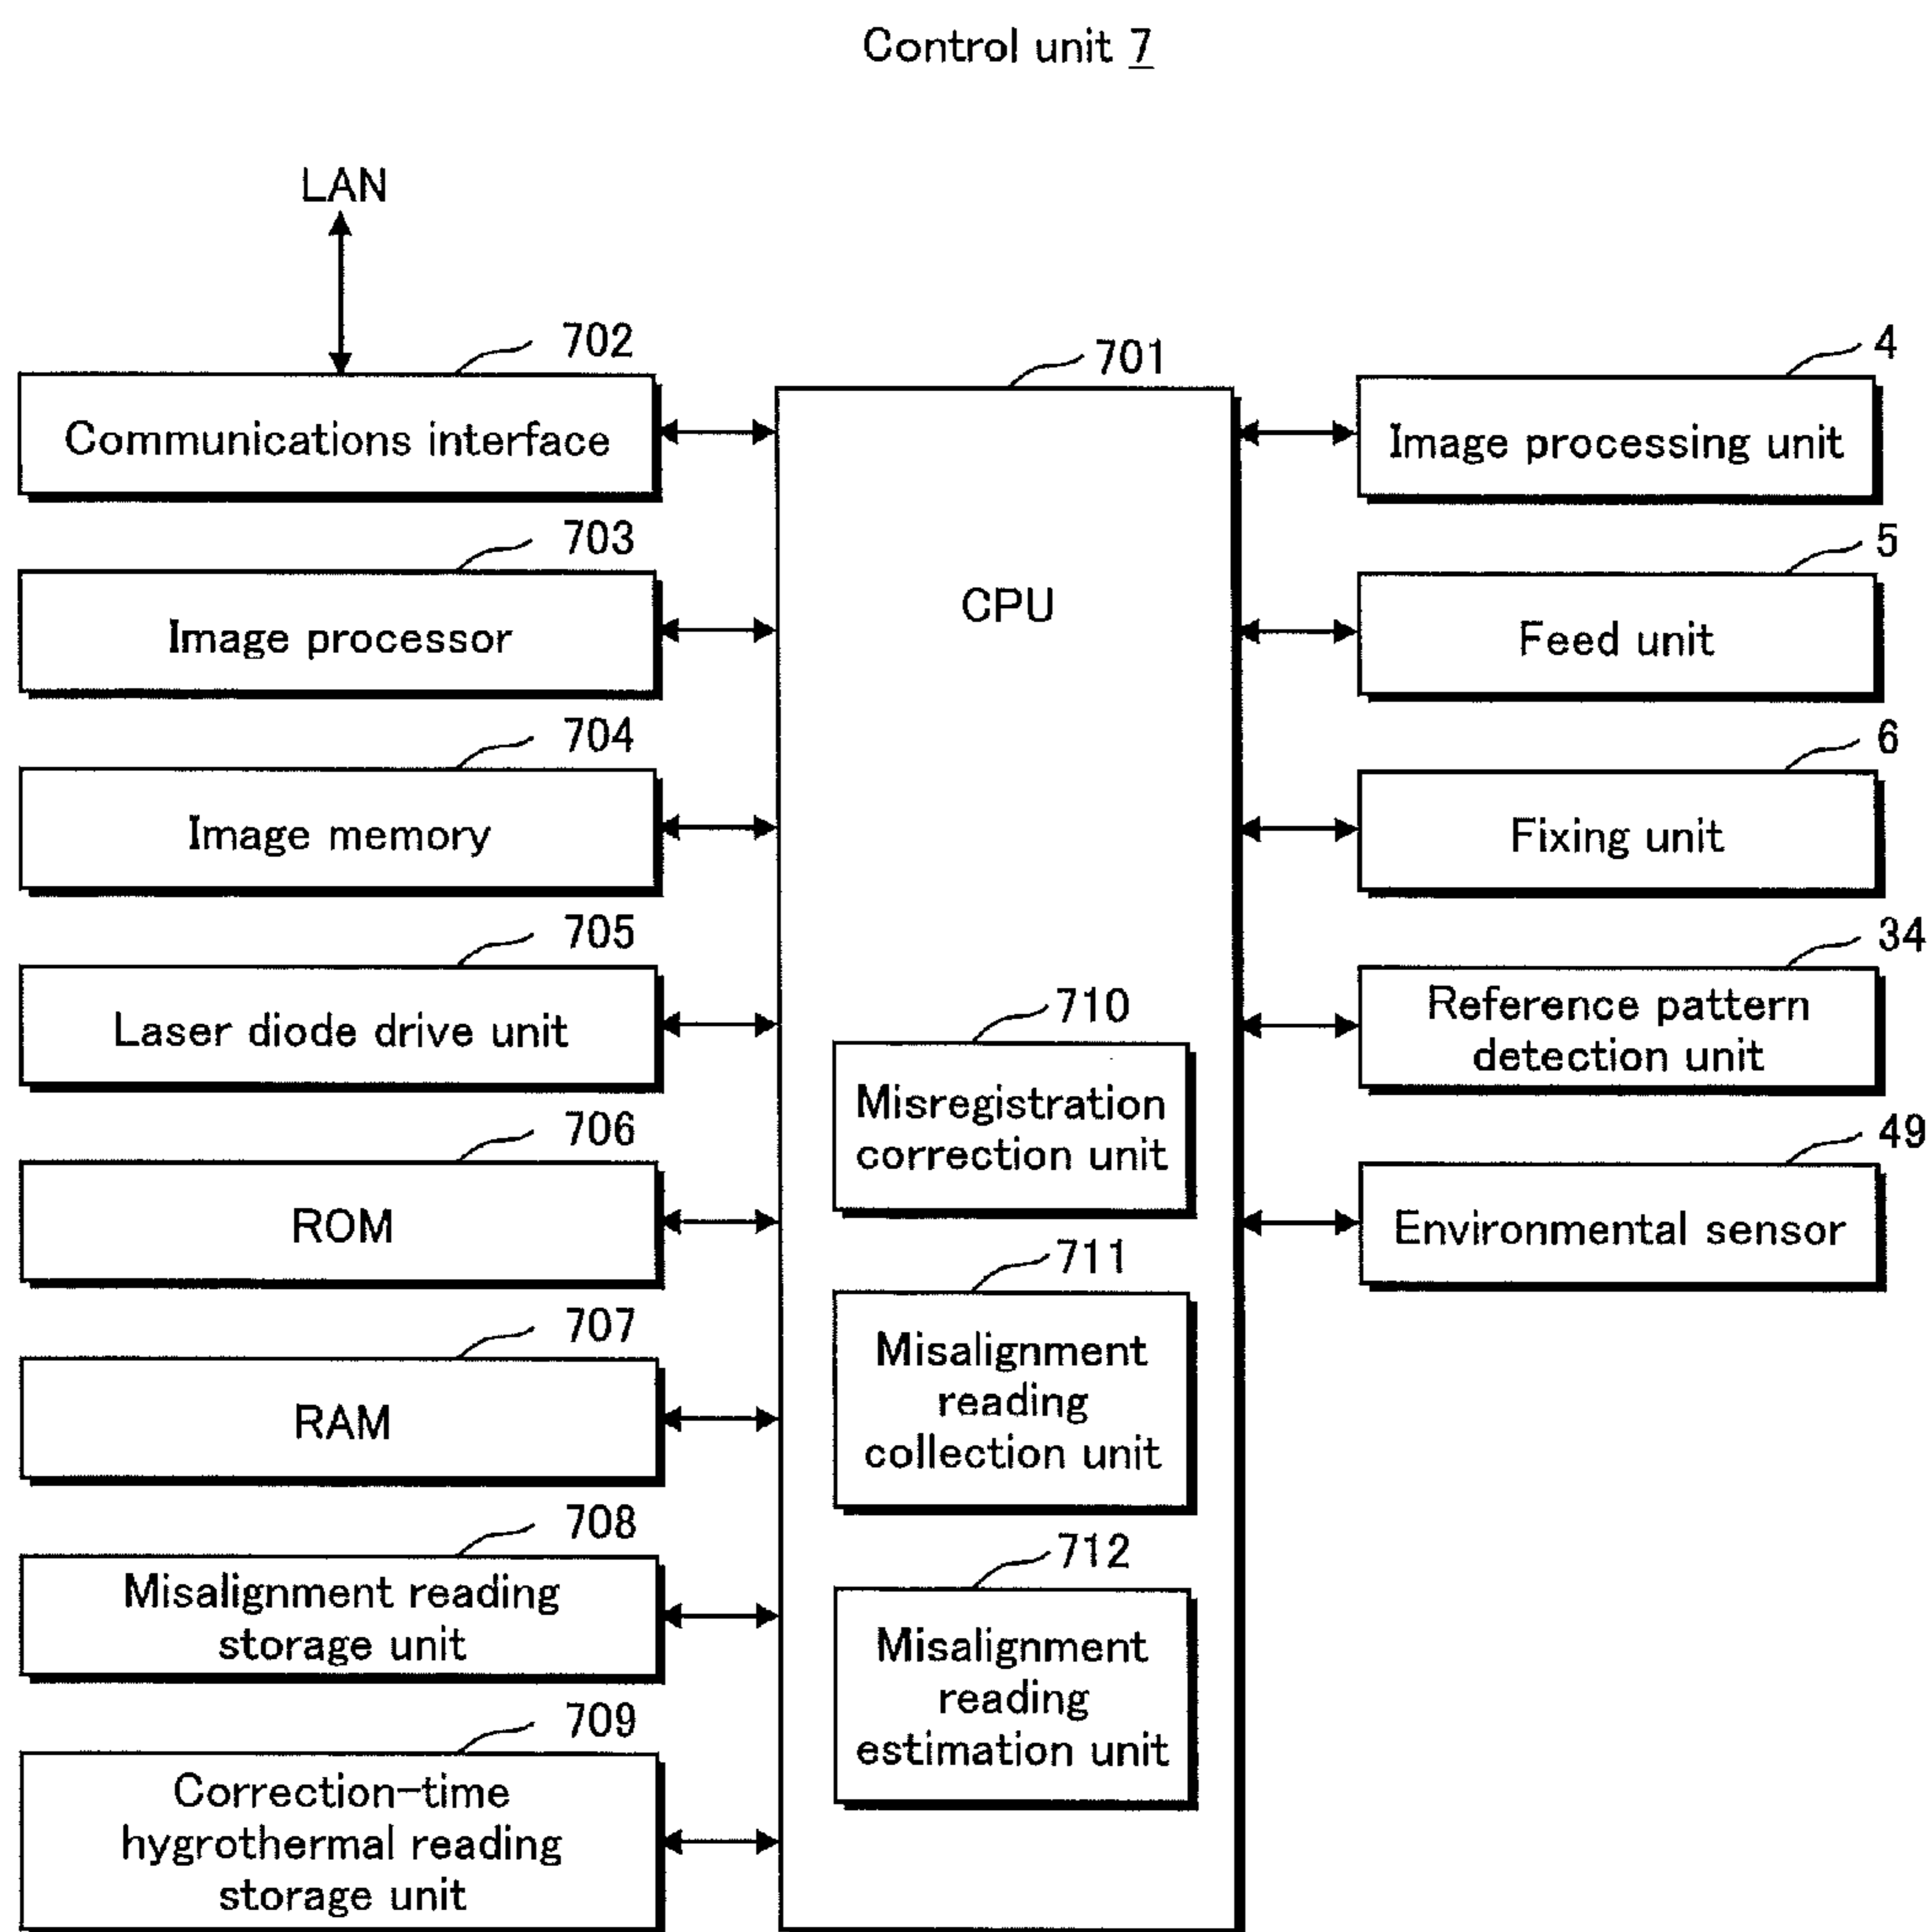 Control unit 7
LAN
702
Communications interface
703
Image processor
704
Image memory
705
Laser diode drive unit
706
ROM
707
RAM
708
Misalignment reading
storage unit
709
Correction-time
hygrothermal reading
storage unit
701
CPU
710
Misregistration
correction unit
711
Misalignment
reading
collection unit
712
Misalignment
reading
estimation unit
4
Image processing unit
5
Feed unit
6
Fixing unit
34
Reference pattern
detection unit
49
Environmental sensor